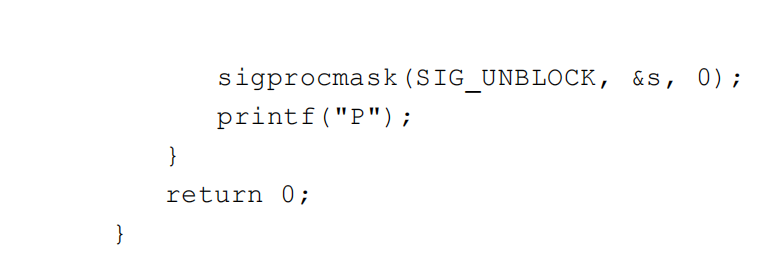 sigprocmask(SIG_UNBLOCK, &s, 0);
printf("P");
}
return 0;
}